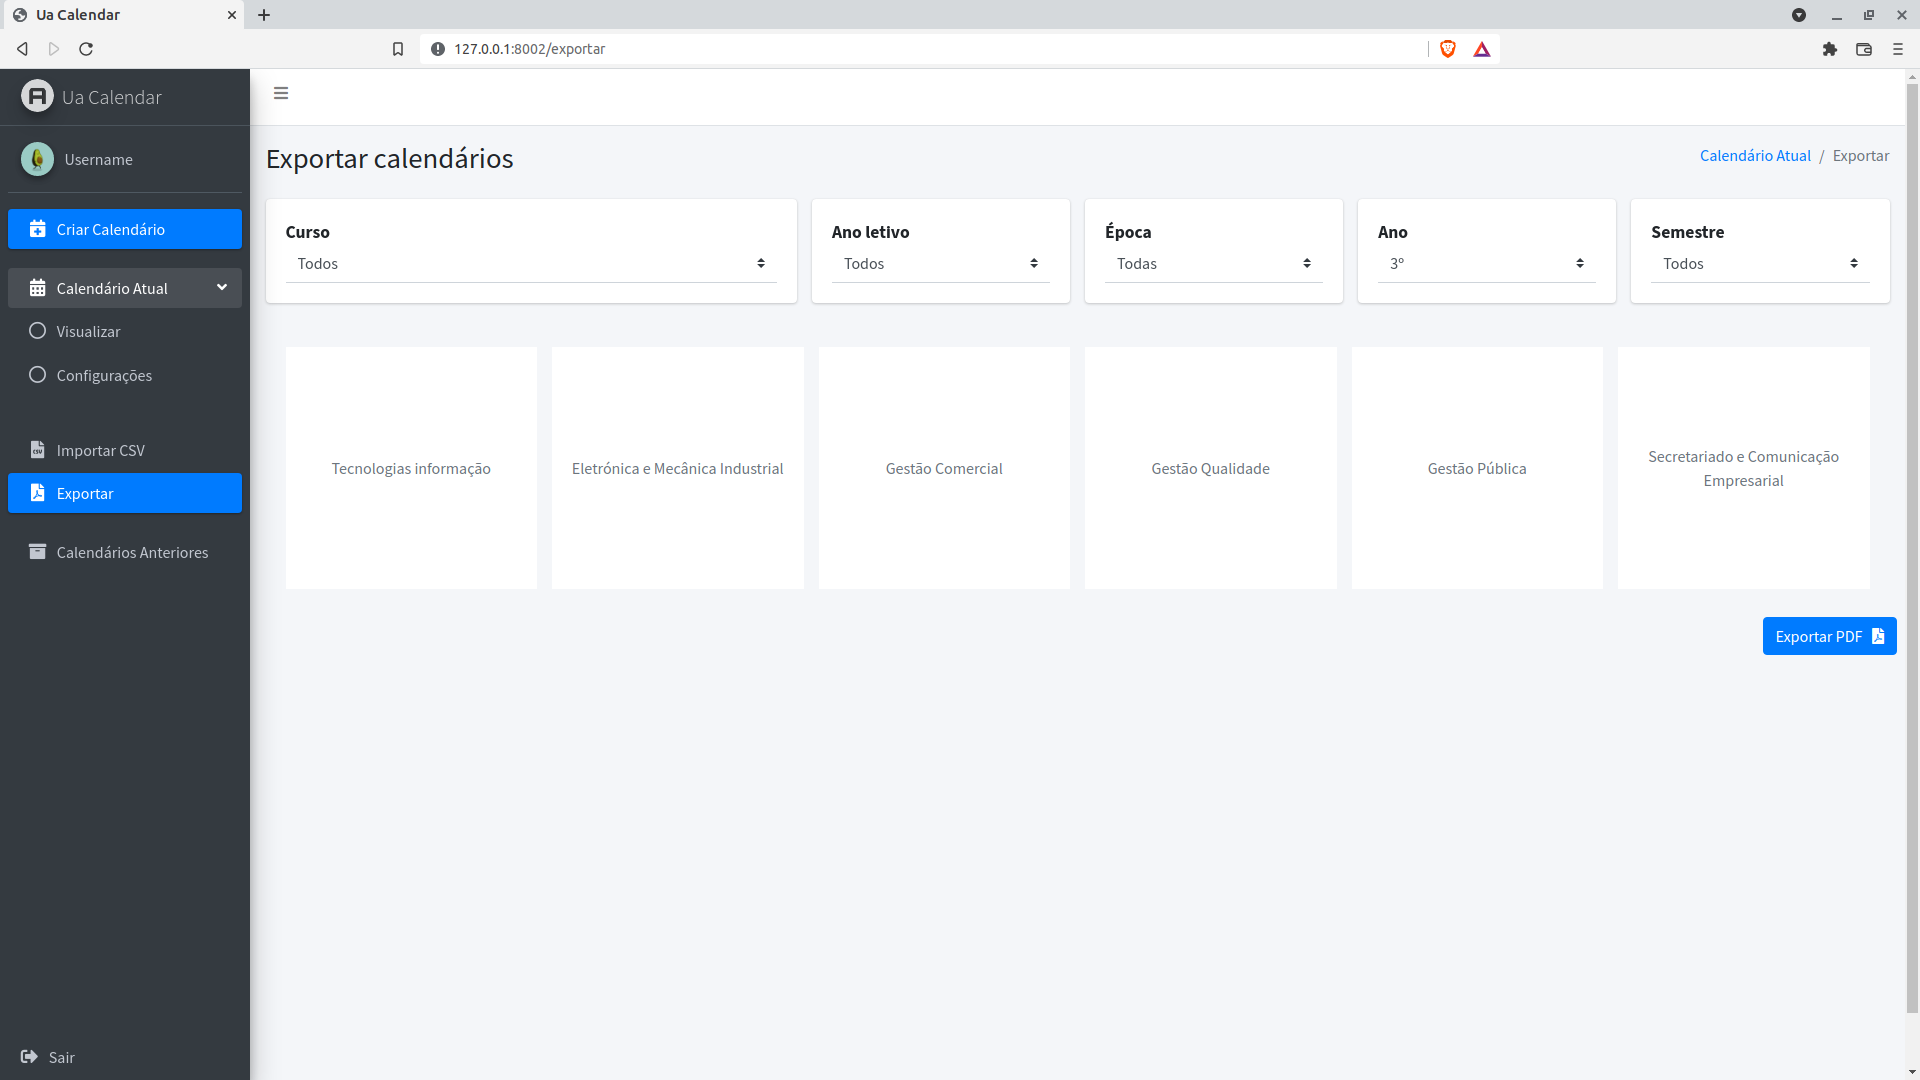 Ua Calendar
127.0.0.1:8002/exportar
Ua Calendar
Username
Criar Calendário
Calendário Atual
Visualizar
Configurações
Importar CSV
Exportar
Calendários Anteriores
Sair
Exportar calendários
Calendário Atual / Exportar
Curso
Todos
Ano letivo
Todos
Época
Todas
Ano
3º
Semestre
Todos
Tecnologias informação
Eletrónica e Mecânica Industrial
Gestão Comercial
Gestão Qualidade
Gestão Pública
Secretariado e Comunicação
Empresarial
Exportar PDF